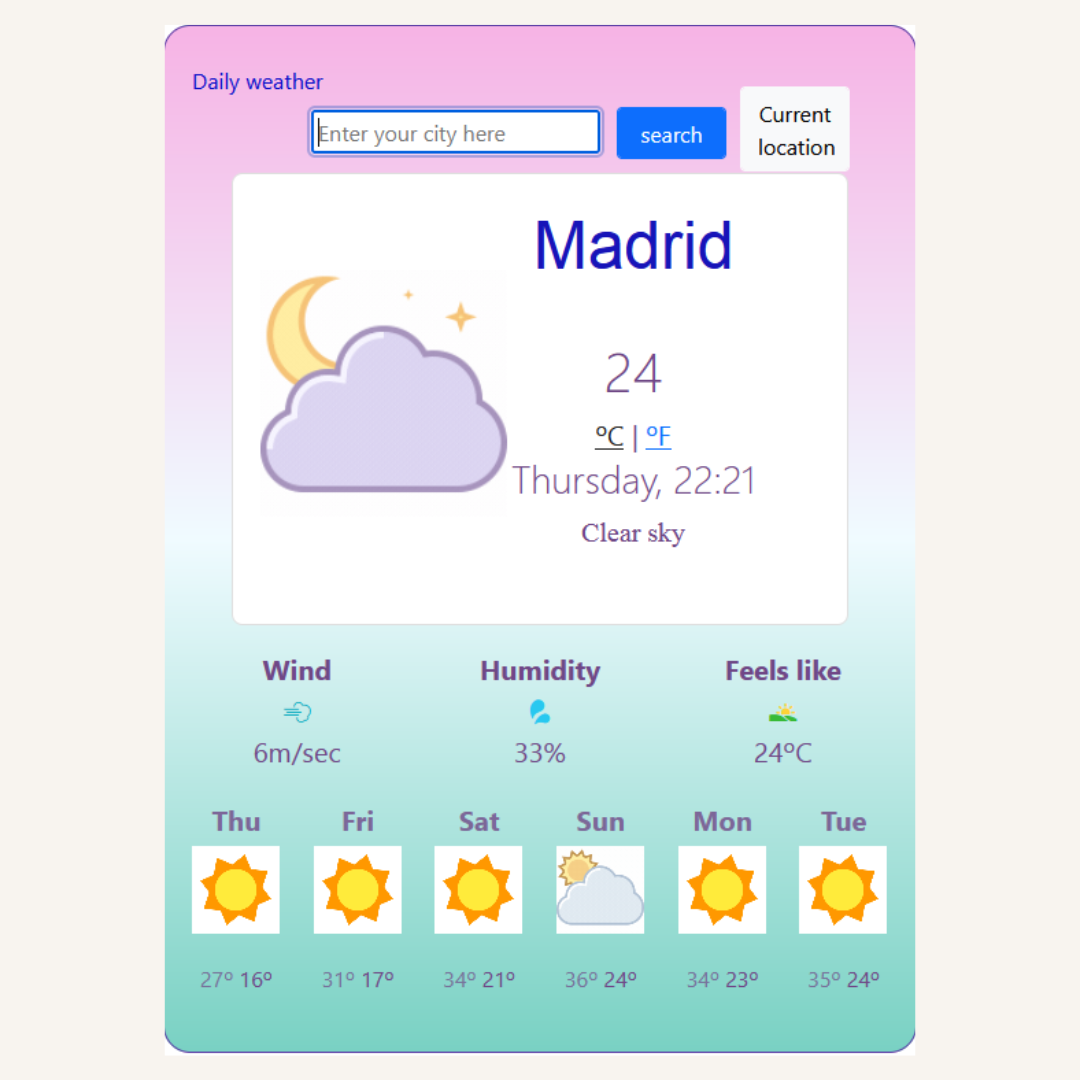 Daily weather
Enter your city here
search
Current
location
Madrid
24
ºC | ºF
Thursday, 22:21
Clear sky
Wind Humidity Feels like
6m/sec 33% 24ºC
Thu Fri Sat Sun Mon Tue
27º 16º 31º 17º 34º 21º 36º 24º 34º 23º 35º 24º